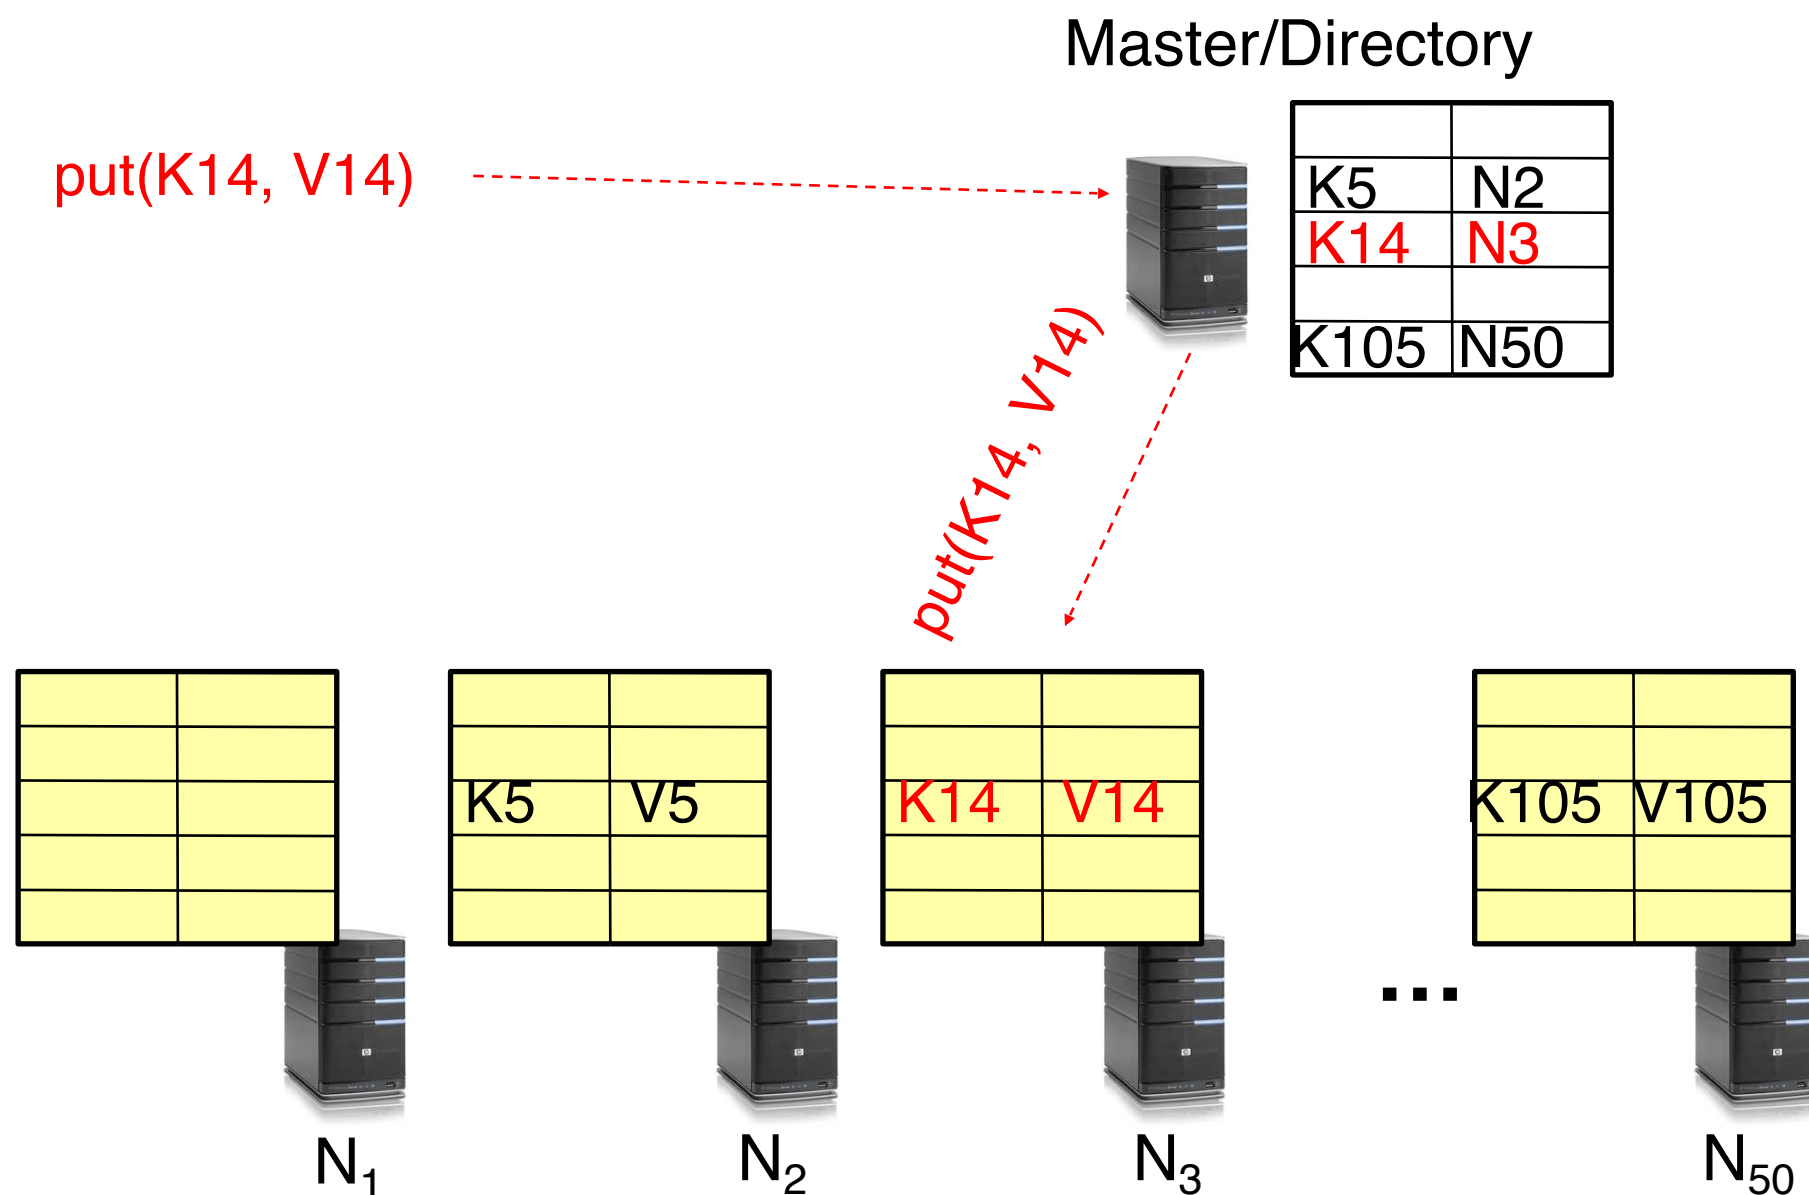 Master/Directory
put(K14, V14)
K5 N2
K14 N3
K105 N50
put(K14, V14)
K5 V5
K14 V14
K105 V105
...
N1
N2
N3
N50